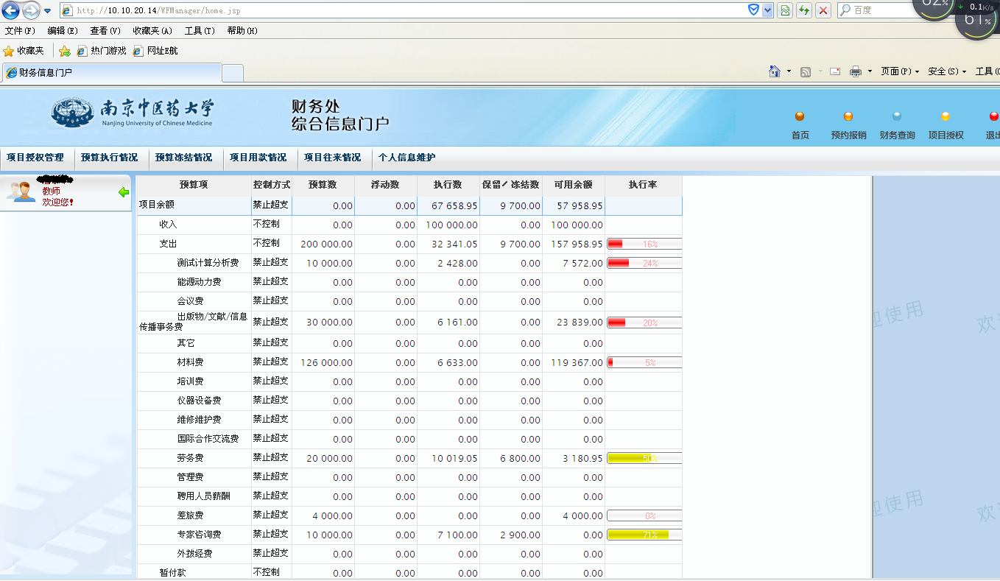 http://10.10.20.14/WFManager/home.jsp
百度
62%
0.1K/s
61%
文件(F) 编辑(E) 查看(V) 收藏夹(A) 工具(T) 帮助(H)
收藏夹 热门游戏 网址E航
财务信息门户
页面(P) 安全(S) 工具(O
南京中医药大学
Nanjing University of Chinese Medicine
财务处
综合信息门户
首页 预约报销 财务查询 项目授权 退出
项目授权管理 预算执行情况 预算冻结情况 项目用款情况 项目往来情况 个人信息维护
教师
欢迎您!
预算项 控制方式 预算数 浮动数 执行数 保留/冻结数 可用余额 执行率
项目余额 禁止超支 0.00 0.00 67 658.95 9 700.00 57 958.95
收入 不控制 0.00 0.00 100 000.00 0.00 100 000.00
支出 不控制 200 000.00 0.00 32 341.05 9 700.00 157 958.95 16%
测试计算分析费 禁止超支 10 000.00 0.00 2 428.00 0.00 7 572.00 24%
能源动力费 禁止超支 0.00 0.00 0.00 0.00 0.00
会议费 禁止超支 0.00 0.00 0.00 0.00 0.00
出版物/文献/信息
传播事务费 禁止超支 30 000.00 0.00 6 161.00 0.00 23 839.00 20%
其它 禁止超支 0.00 0.00 0.00 0.00 0.00
材料费 禁止超支 126 000.00 0.00 6 633.00 0.00 119 367.00 5%
培训费 禁止超支 0.00 0.00 0.00 0.00 0.00
仪器设备费 禁止超支 0.00 0.00 0.00 0.00 0.00
维修维护费 禁止超支 0.00 0.00 0.00 0.00 0.00
国际合作交流费 禁止超支 0.00 0.00 0.00 0.00 0.00
劳务费 禁止超支 20 000.00 0.00 10 019.05 6 800.00 3 180.95 50%
管理费 禁止超支 0.00 0.00 0.00 0.00 0.00
聘用人员薪酬 禁止超支 0.00 0.00 0.00 0.00 0.00
差旅费 禁止超支 4 000.00 0.00 0.00 0.00 4 000.00 0%
专家咨询费 禁止超支 10 000.00 0.00 7 100.00 2 900.00 0.00 71%
外拨经费 禁止超支 0.00 0.00 0.00 0.00 0.00
暂付款 不控制 0.00 0.00 0.00 0.00 0.00
迎使用 欢
迎使用 欢